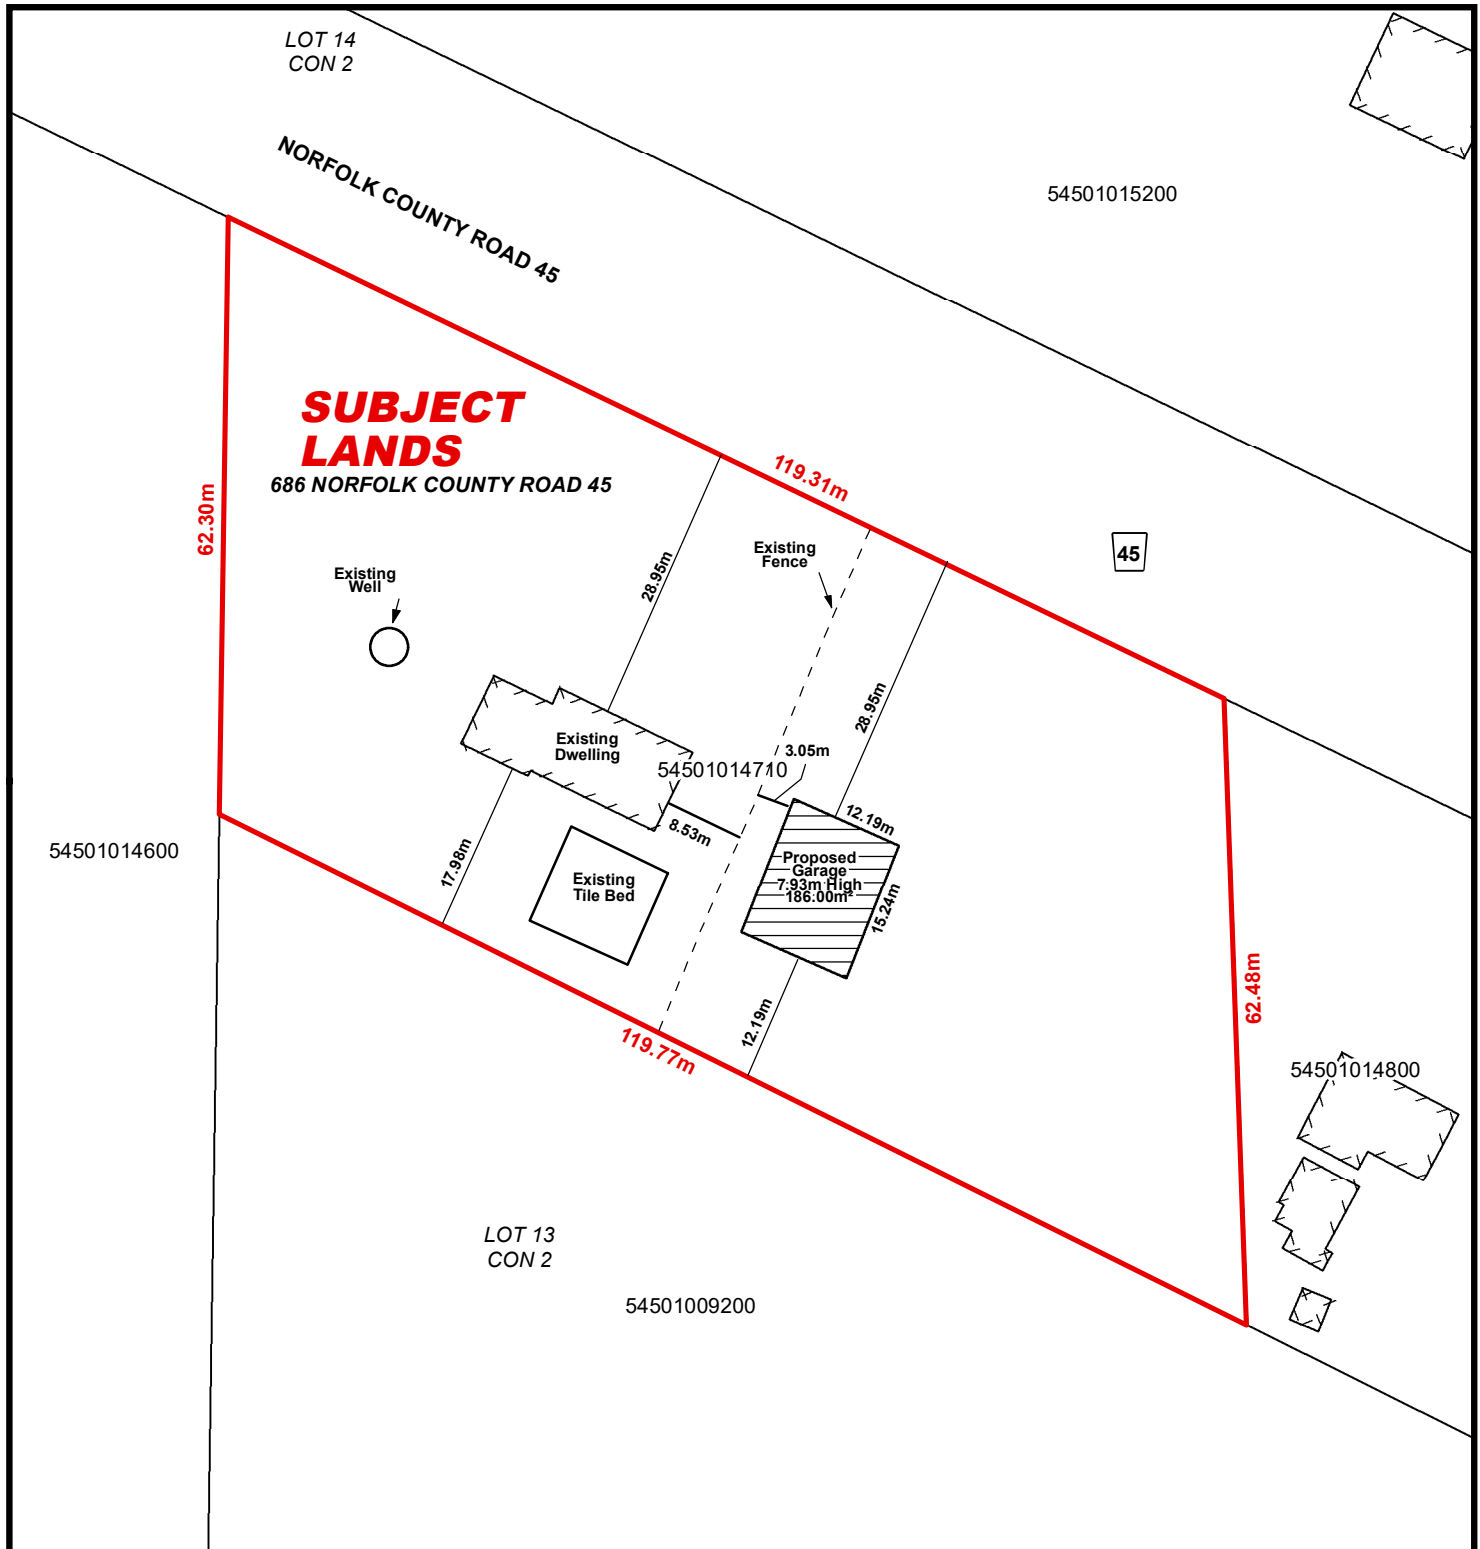 LOT 14
CON 2
NORFOLK COUNTY ROAD 45
54501015200
SUBJECT
LANDS
686 NORFOLK COUNTY ROAD 45
119.31m
62.30m
28.95m
Existing
Fence
45
Existing
Well
28.95m
Existing
Dwelling
54501014710
3.05m
12.19m
8.53m
54501014600
17.98m
Existing
Tile Bed
Proposed
Garage
7.93m High
186.00m²
15.24m
62.48m
12.19m
119.77m
54501014800
LOT 13
CON 2
54501009200